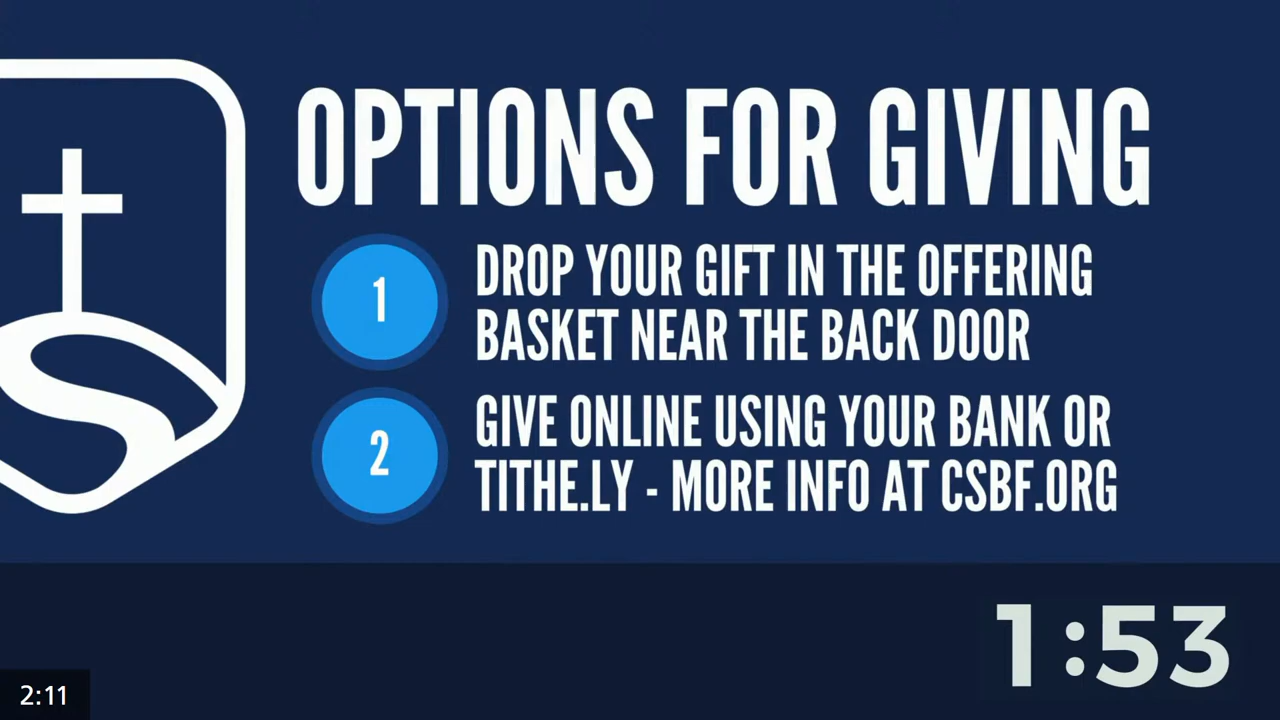 OPTIONS FOR GIVING
1
DROP YOUR GIFT IN THE OFFERING
BASKET NEAR THE BACK DOOR
2
GIVE ONLINE USING YOUR BANK OR
TITHE.LY - MORE INFO AT CSBF.ORG
1:53
2:11